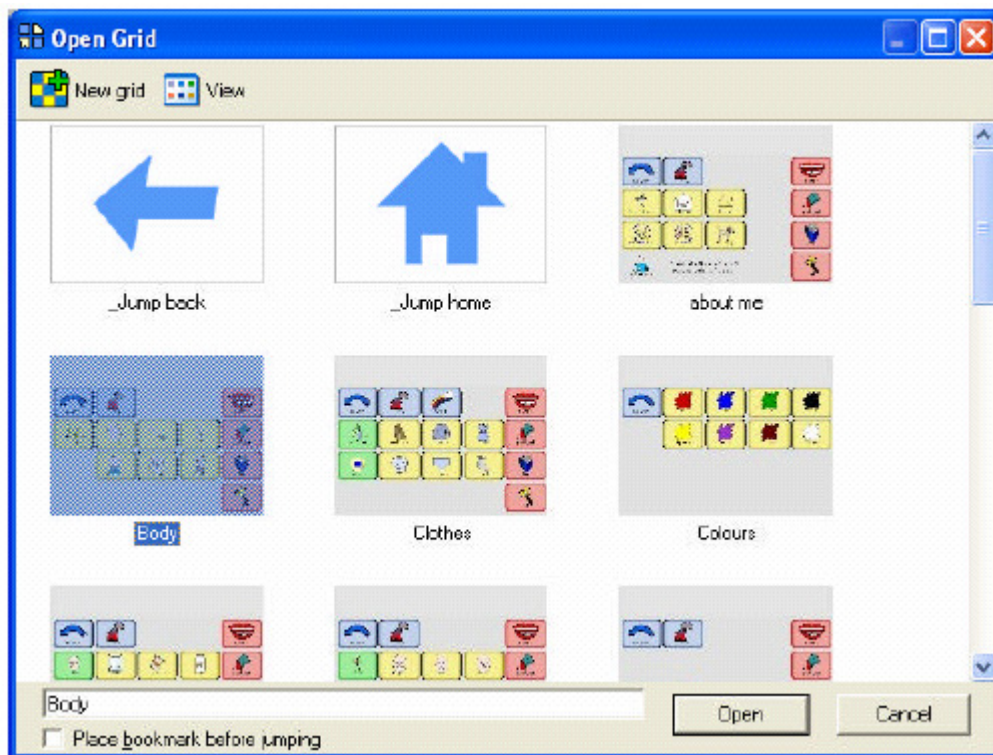 Open Grid
New grid View
_Jump back _Jump home about me
Body Clothes Colours
Body
Open Cancel
Place bookmark before jumping